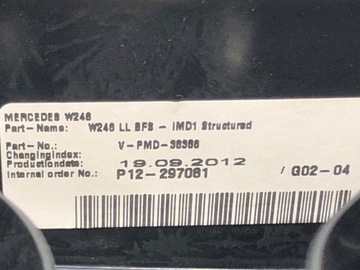 MERCEDES W246
Part-Name: W246 LL BFS - IMD1 Structured
Part-No.: V-PMD-36366
Changingindex:
Productiondate: 19.09.2012
Internal order No.: P12-297061 / G02-04